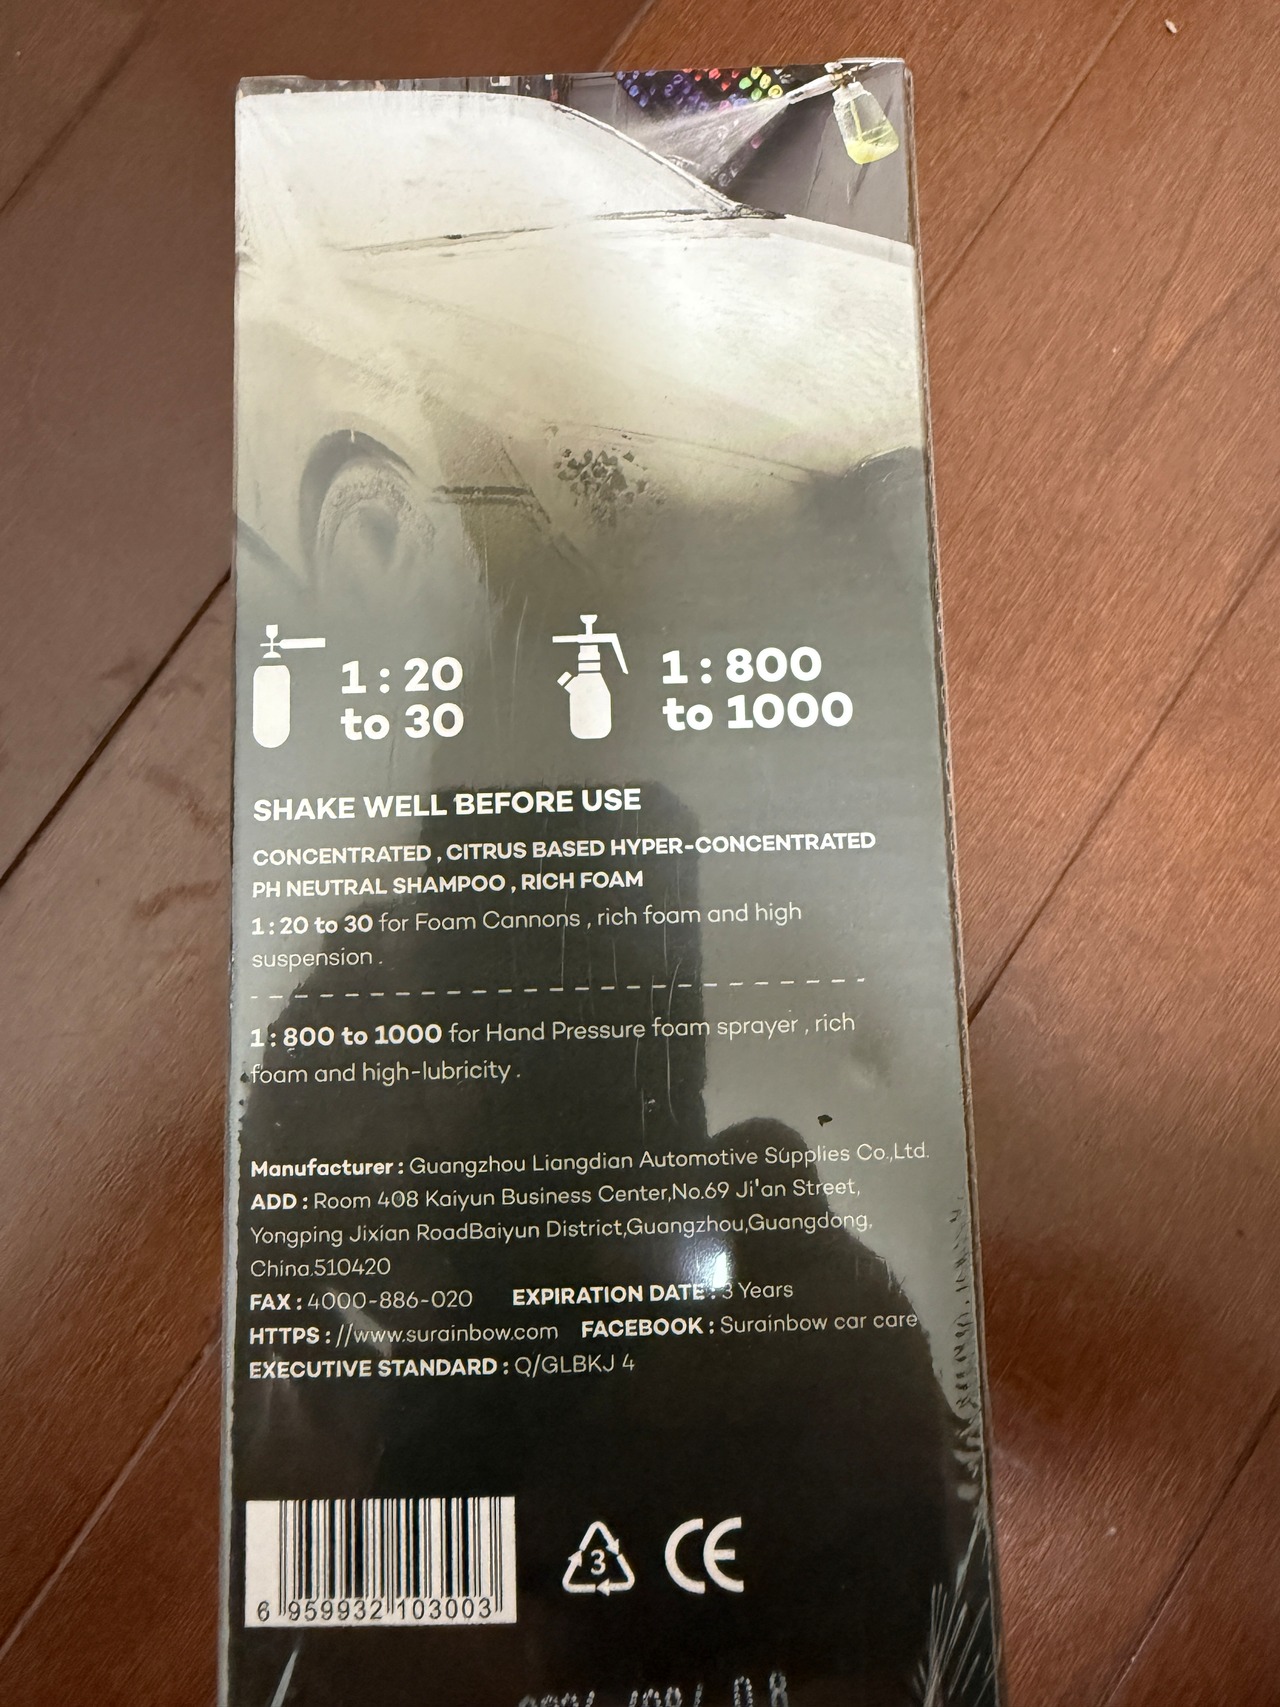 1 : 20
to 30
1 : 800
to 1000
SHAKE WELL BEFORE USE
CONCENTRATED , CITRUS BASED HYPER-CONCENTRATED
PH NEUTRAL SHAMPOO , RICH FOAM
1 : 20 to 30 for Foam Cannons , rich foam and high
suspension .
1 : 800 to 1000 for Hand Pressure foam sprayer , rich
foam and high-lubricity .
Manufacturer : Guangzhou Liangdian Automotive Supplies Co.,Ltd.
ADD : Room 408 Kaiyun Business Center,No.69 Ji'an Street,
Yongping Jixian RoadBaiyun District,Guangzhou,Guangdong,
China,510420
FAX : 4000-886-020 EXPIRATION DATE : 3 Years
HTTPS : //www.surainbow.com FACEBOOK : Surainbow car care
EXECUTIVE STANDARD : Q/GLBKJ 4
3 CE
6 959932 103003